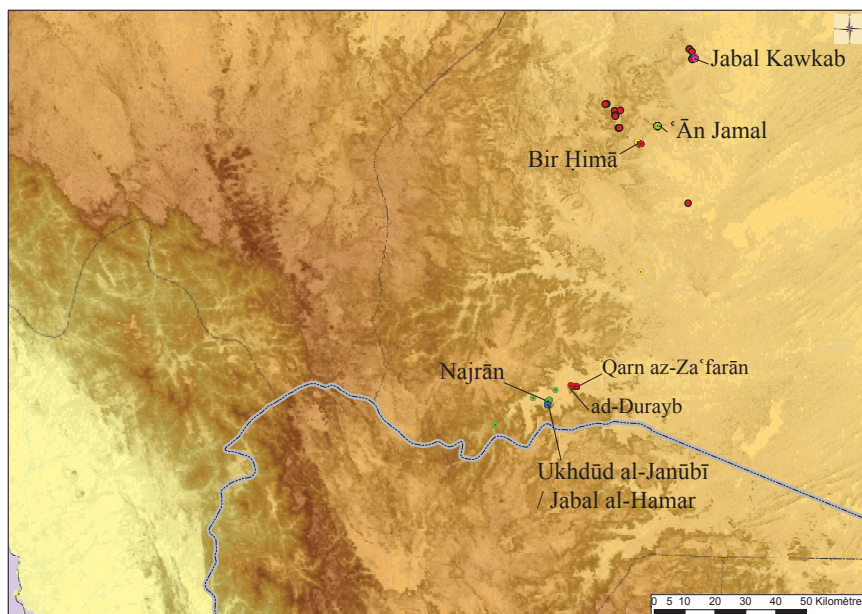 Jabal Kawkab
ʿĀn Jamal
Bir Ḥimā
Qarn az-Zaʿfarān
Najrān
ad-Durayb
Ukhdūd al-Janūbī
/ Jabal al-Hamar
0 5 10 20 30 40 50 Kilomètre